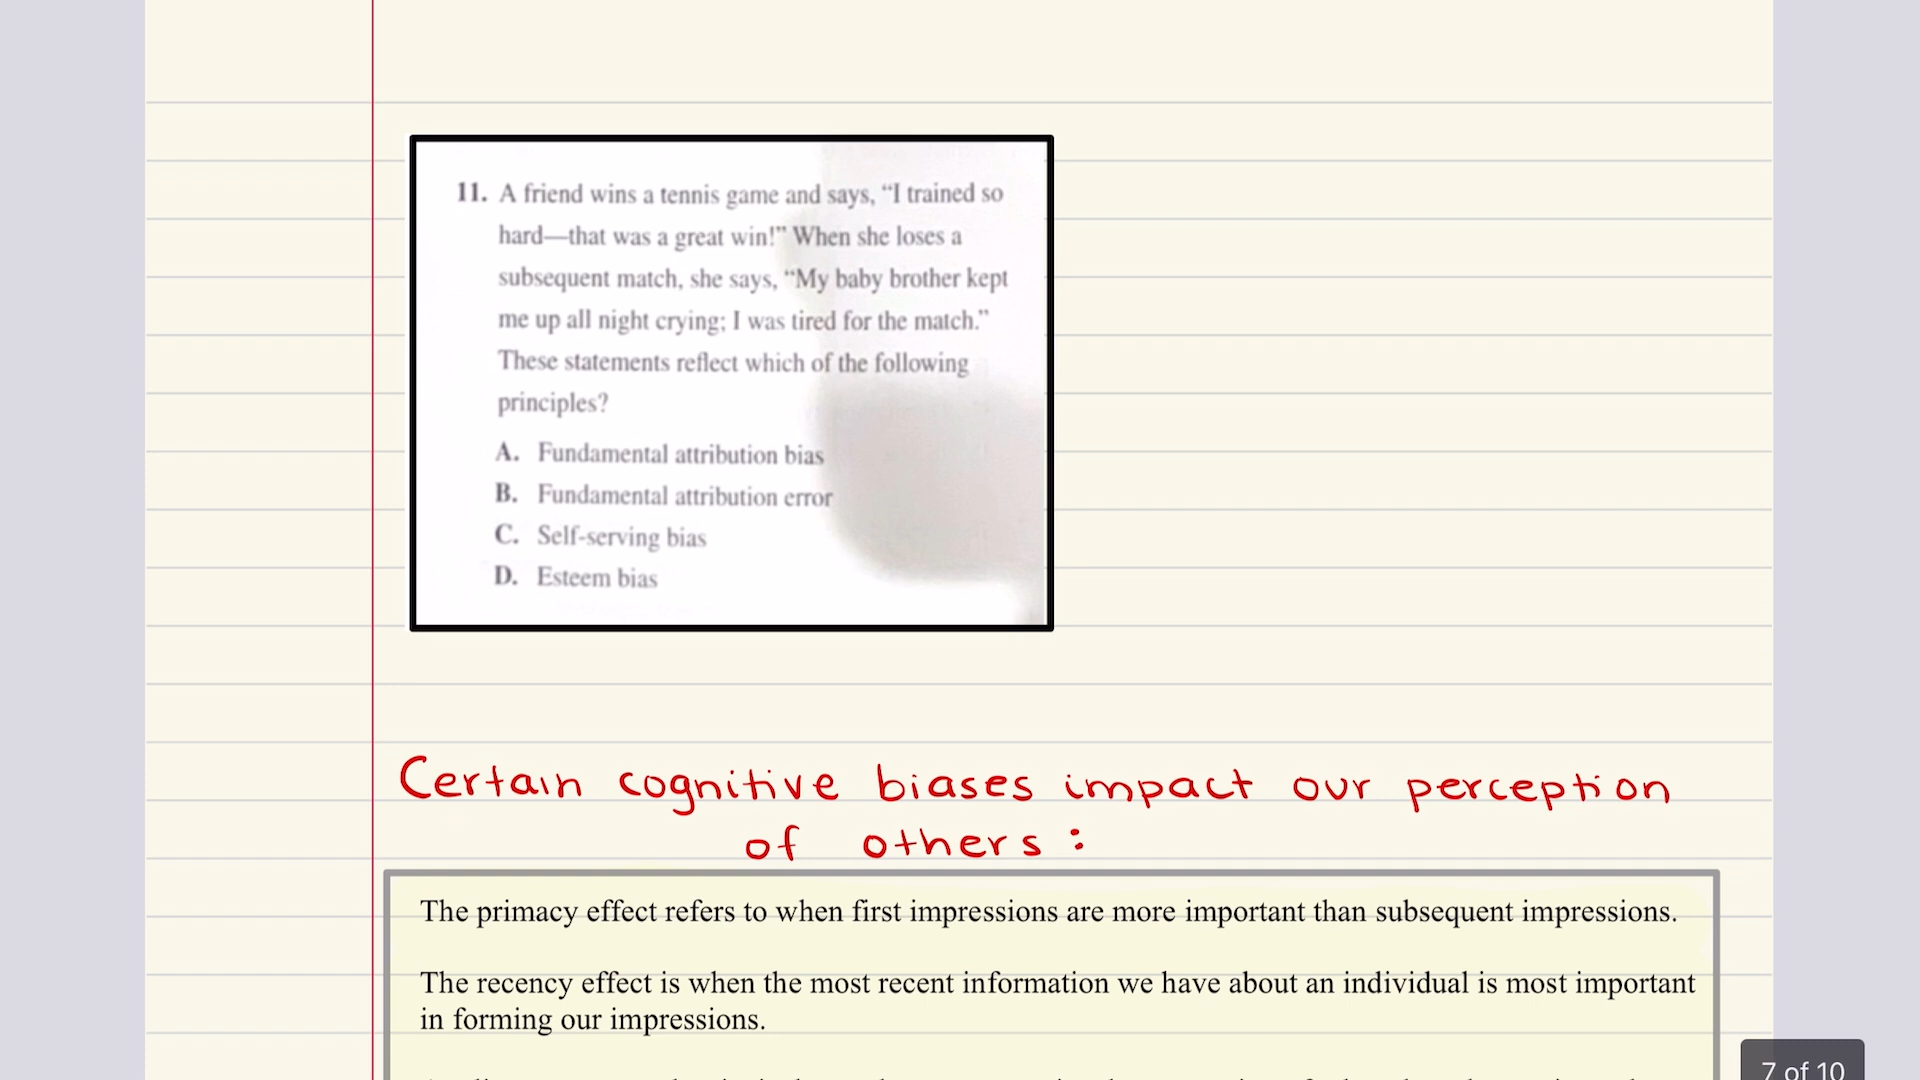 11. A friend wins a tennis game and says, “I trained so
hard—that was a great win!” When she loses a
subsequent match, she says, “My baby brother kept
me up all night crying; I was tired for the match.”
These statements reflect which of the following
principles?
A. Fundamental attribution bias
B. Fundamental attribution error
C. Self-serving bias
D. Esteem bias
Certain cognitive biases impact our perception
of others:
The primacy effect refers to when first impressions are more important than subsequent impressions.
The recency effect is when the most recent information we have about an individual is most important
in forming our impressions.
7 of 10